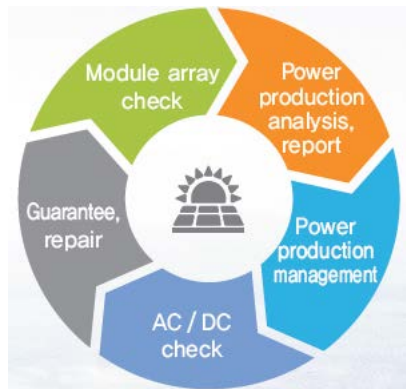 Module array
check
Power
production
analysis,
report
Power
production
management
AC / DC
check
Guarantee,
repair